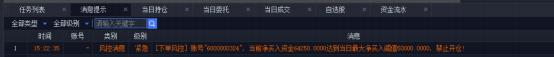 任务列表 消息提示 当日持仓 当日委托 当日成交 自选股 资金流水
全部类型 全部级别 请输入关键字
时间 账号 类别 级别 消息
1 15:22:35 - 风控消息 紧急 [下单风控]账号"6000000324", 当前净买入资金64250.0000达到当日最大净买入阈值50000.0000, 禁止开仓!